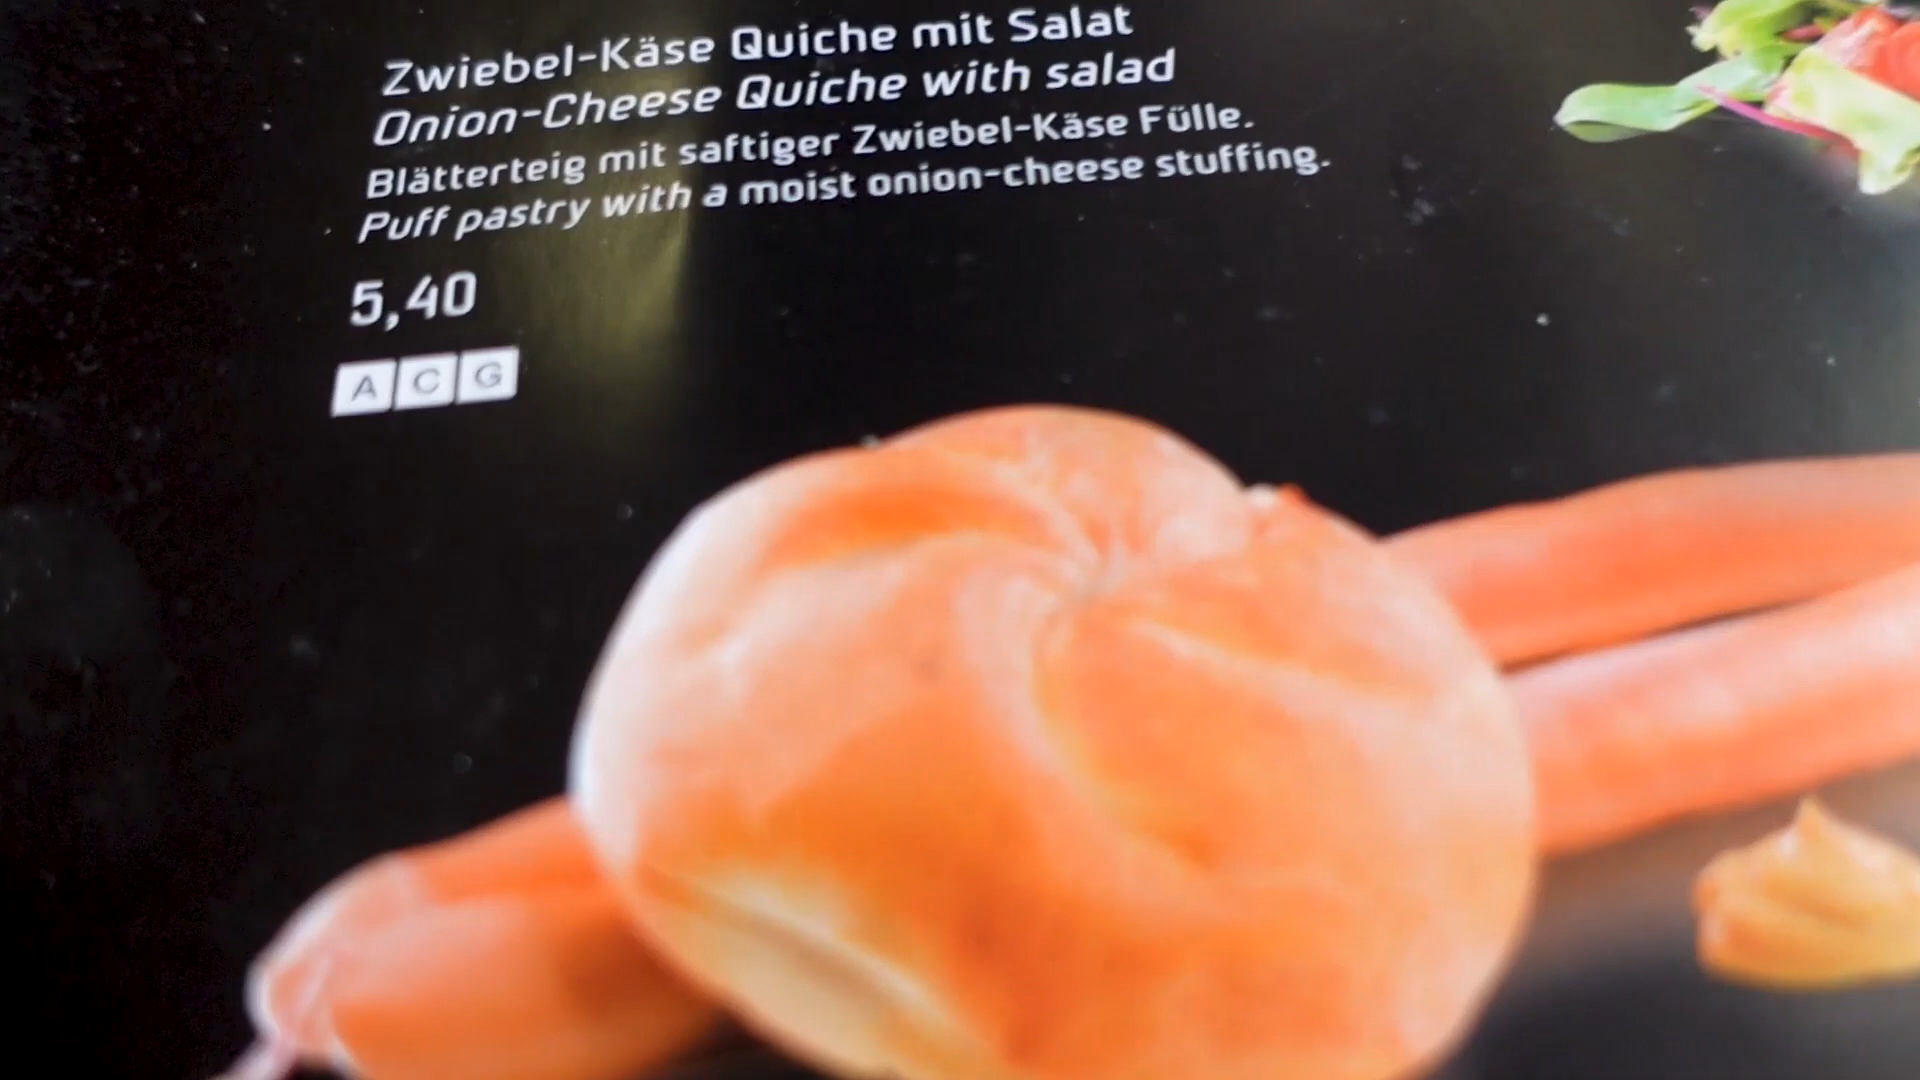 Zwiebel-Käse Quiche mit Salat
Onion-Cheese Quiche with salad
Blätterteig mit saftiger Zwiebel-Käse Fülle.
Puff pastry with a moist onion-cheese stuffing.
5,40
A C G